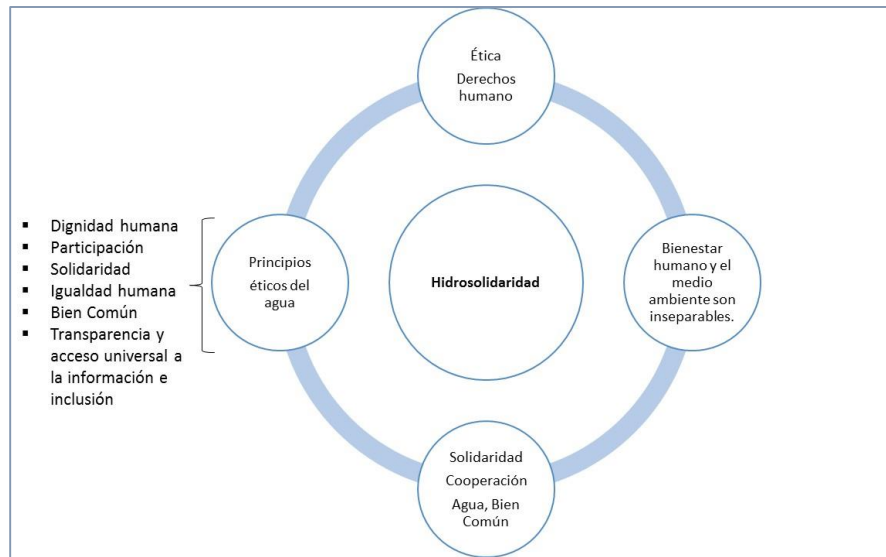 Ética
Derechos
humano
Dignidad humana
Participación
Solidaridad
Igualdad humana
Bien Común
Transparencia y
acceso universal a
la información e
inclusión
Principios
éticos del
agua
Hidrosolidaridad
Bienestar
humano y el
medio
ambiente son
inseparables.
Solidaridad
Cooperación
Agua, Bien
Común